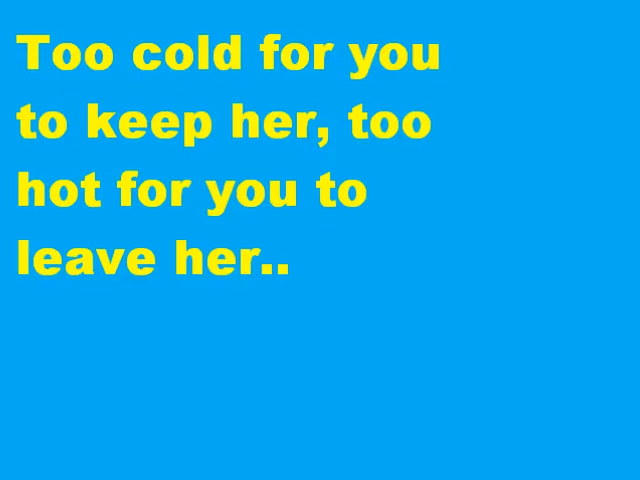 Too cold for you
to keep her, too
hot for you to
leave her..